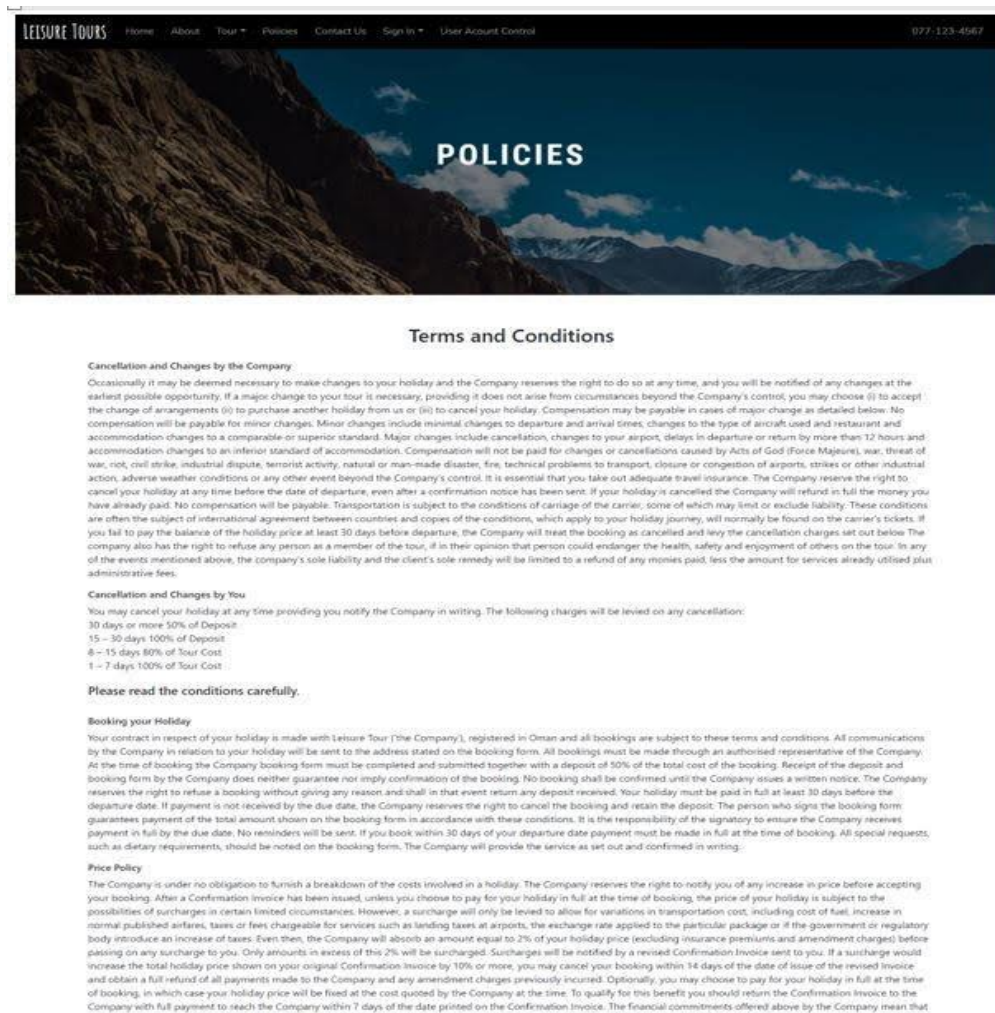 LEISURE TOURS Home About Tour Policies Contact Us Sign In User Acount Control 077-123-4567
POLICIES
Terms and Conditions
Cancellation and Changes by the Company
Occasionally it may be deemed necessary to make changes to your holiday and the Company reserves the right to do so at any time, and you will be notified of any changes at the
earliest possible opportunity. If a major change to your tour is necessary, providing it does not arise from circumstances beyond the Company's control, you may choose (i) to accept
the change of arrangements (ii) to purchase another holiday from us or (iii) to cancel your holiday. Compensation may be payable in cases of major change as detailed below. No
compensation will be payable for minor changes. Minor changes include minimal changes to departure and arrival times, changes to the type of aircraft used and restaurant and
accommodation changes to a comparable or superior standard. Major changes include cancellation, changes to your airport, delays in departure or return by more than 12 hours and
accommodation changes to an inferior standard of accommodation. Compensation will not be paid for changes or cancellations caused by Acts of God (Force Majeure), war, threat of
war, riot, civil strike, industrial dispute, terrorist activity, natural or man-made disaster, fire, technical problems to transport, closure or congestion of airports, strikes or other industrial
action, adverse weather conditions or any other event beyond the Company's control. It is essential that you take out adequate travel insurance. The Company reserve the right to
cancel your holiday at any time before the date of departure, even after a confirmation notice has been sent. If your holiday is cancelled the Company will refund in full the money you
have already paid. No compensation will be payable. Transportation is subject to the conditions of carriage of the carrier, some of which may limit or exclude liability. These conditions
are often the subject of international agreement between countries and copies of the conditions, which apply to your holiday journey, will normally be found on the carrier's tickets. If
you fail to pay the balance of the holiday price at least 30 days before departure, the Company will treat the booking as cancelled and levy the cancellation charges set out below The
company also has the right to refuse any person as a member of the tour, if in their opinion that person could endanger the health, safety and enjoyment of others on the tour. In any
of the events mentioned above, the company's sole liability and the client's sole remedy will be limited to a refund of any monies paid, less the amount for services already utilised plus
administrative fees.
Cancellation and Changes by You
You may cancel your holiday at any time providing you notify the Company in writing. The following charges will be levied on any cancellation:
30 days or more 50% of Deposit
15 – 30 days 100% of Deposit
8 – 15 days 80% of Tour Cost
1 – 7 days 100% of Tour Cost
Please read the conditions carefully.
Booking your Holiday
Your contract in respect of your holiday is made with Leisure Tour ('the Company'), registered in Oman and all bookings are subject to these terms and conditions. All communications
by the Company in relation to your holiday will be sent to the address stated on the booking form. All bookings must be made through an authorised representative of the Company.
At the time of booking the Company booking form must be completed and submitted together with a deposit of 50% of the total cost of the booking. Receipt of the deposit and
booking form by the Company does neither guarantee nor imply confirmation of the booking. No booking shall be confirmed until the Company issues a written notice. The Company
reserves the right to refuse a booking without giving any reason and shall in that event return any deposit received. Your holiday must be paid in full at least 30 days before the
departure date. If payment is not received by the due date, the Company reserves the right to cancel the booking and retain the deposit. The person who signs the booking form
guarantees payment of the total amount shown on the booking form in accordance with these conditions. It is the responsibility of the signatory to ensure the Company receives
payment in full by the due date. No reminders will be sent. If you book within 30 days of your departure date payment must be made in full at the time of booking. All special requests,
such as dietary requirements, should be noted on the booking form. The Company will provide the service as set out and confirmed in writing.
Price Policy
The Company is under no obligation to furnish a breakdown of the costs involved in a holiday. The Company reserves the right to notify you of any increase in price before accepting
your booking. After a Confirmation Invoice has been issued, unless you choose to pay for your holiday in full at the time of booking, the price of your holiday is subject to the
possibilities of surcharges in certain limited circumstances. However, a surcharge will only be levied to allow for variations in transportation cost, including cost of fuel, increase in
normal published airfares, taxes or fees chargeable for services such as landing taxes at airports, the exchange rate applied to the particular package or if the government or regulatory
body introduce an increase of taxes. Even then, the Company will absorb an amount equal to 2% of your holiday price (excluding insurance premiums and amendment charges) before
passing on any surcharge to you. Only amounts in excess of this 2% will be surcharged. Surcharges will be notified by a revised Confirmation Invoice sent to you. If a surcharge would
increase the total holiday price shown on your original Confirmation Invoice by 10% or more, you may cancel your booking within 14 days of the date of issue of the revised Invoice
and obtain a full refund of all payments made to the Company and any amendment charges previously incurred. Optionally, you may choose to pay for your holiday in full at the time
of booking, in which case your holiday price will be fixed at the cost quoted by the Company at the time. To qualify for this benefit you should return the Confirmation Invoice to the
Company with full payment to reach the Company within 7 days of the date printed on the Confirmation Invoice. The financial commitments offered above by the Company mean that